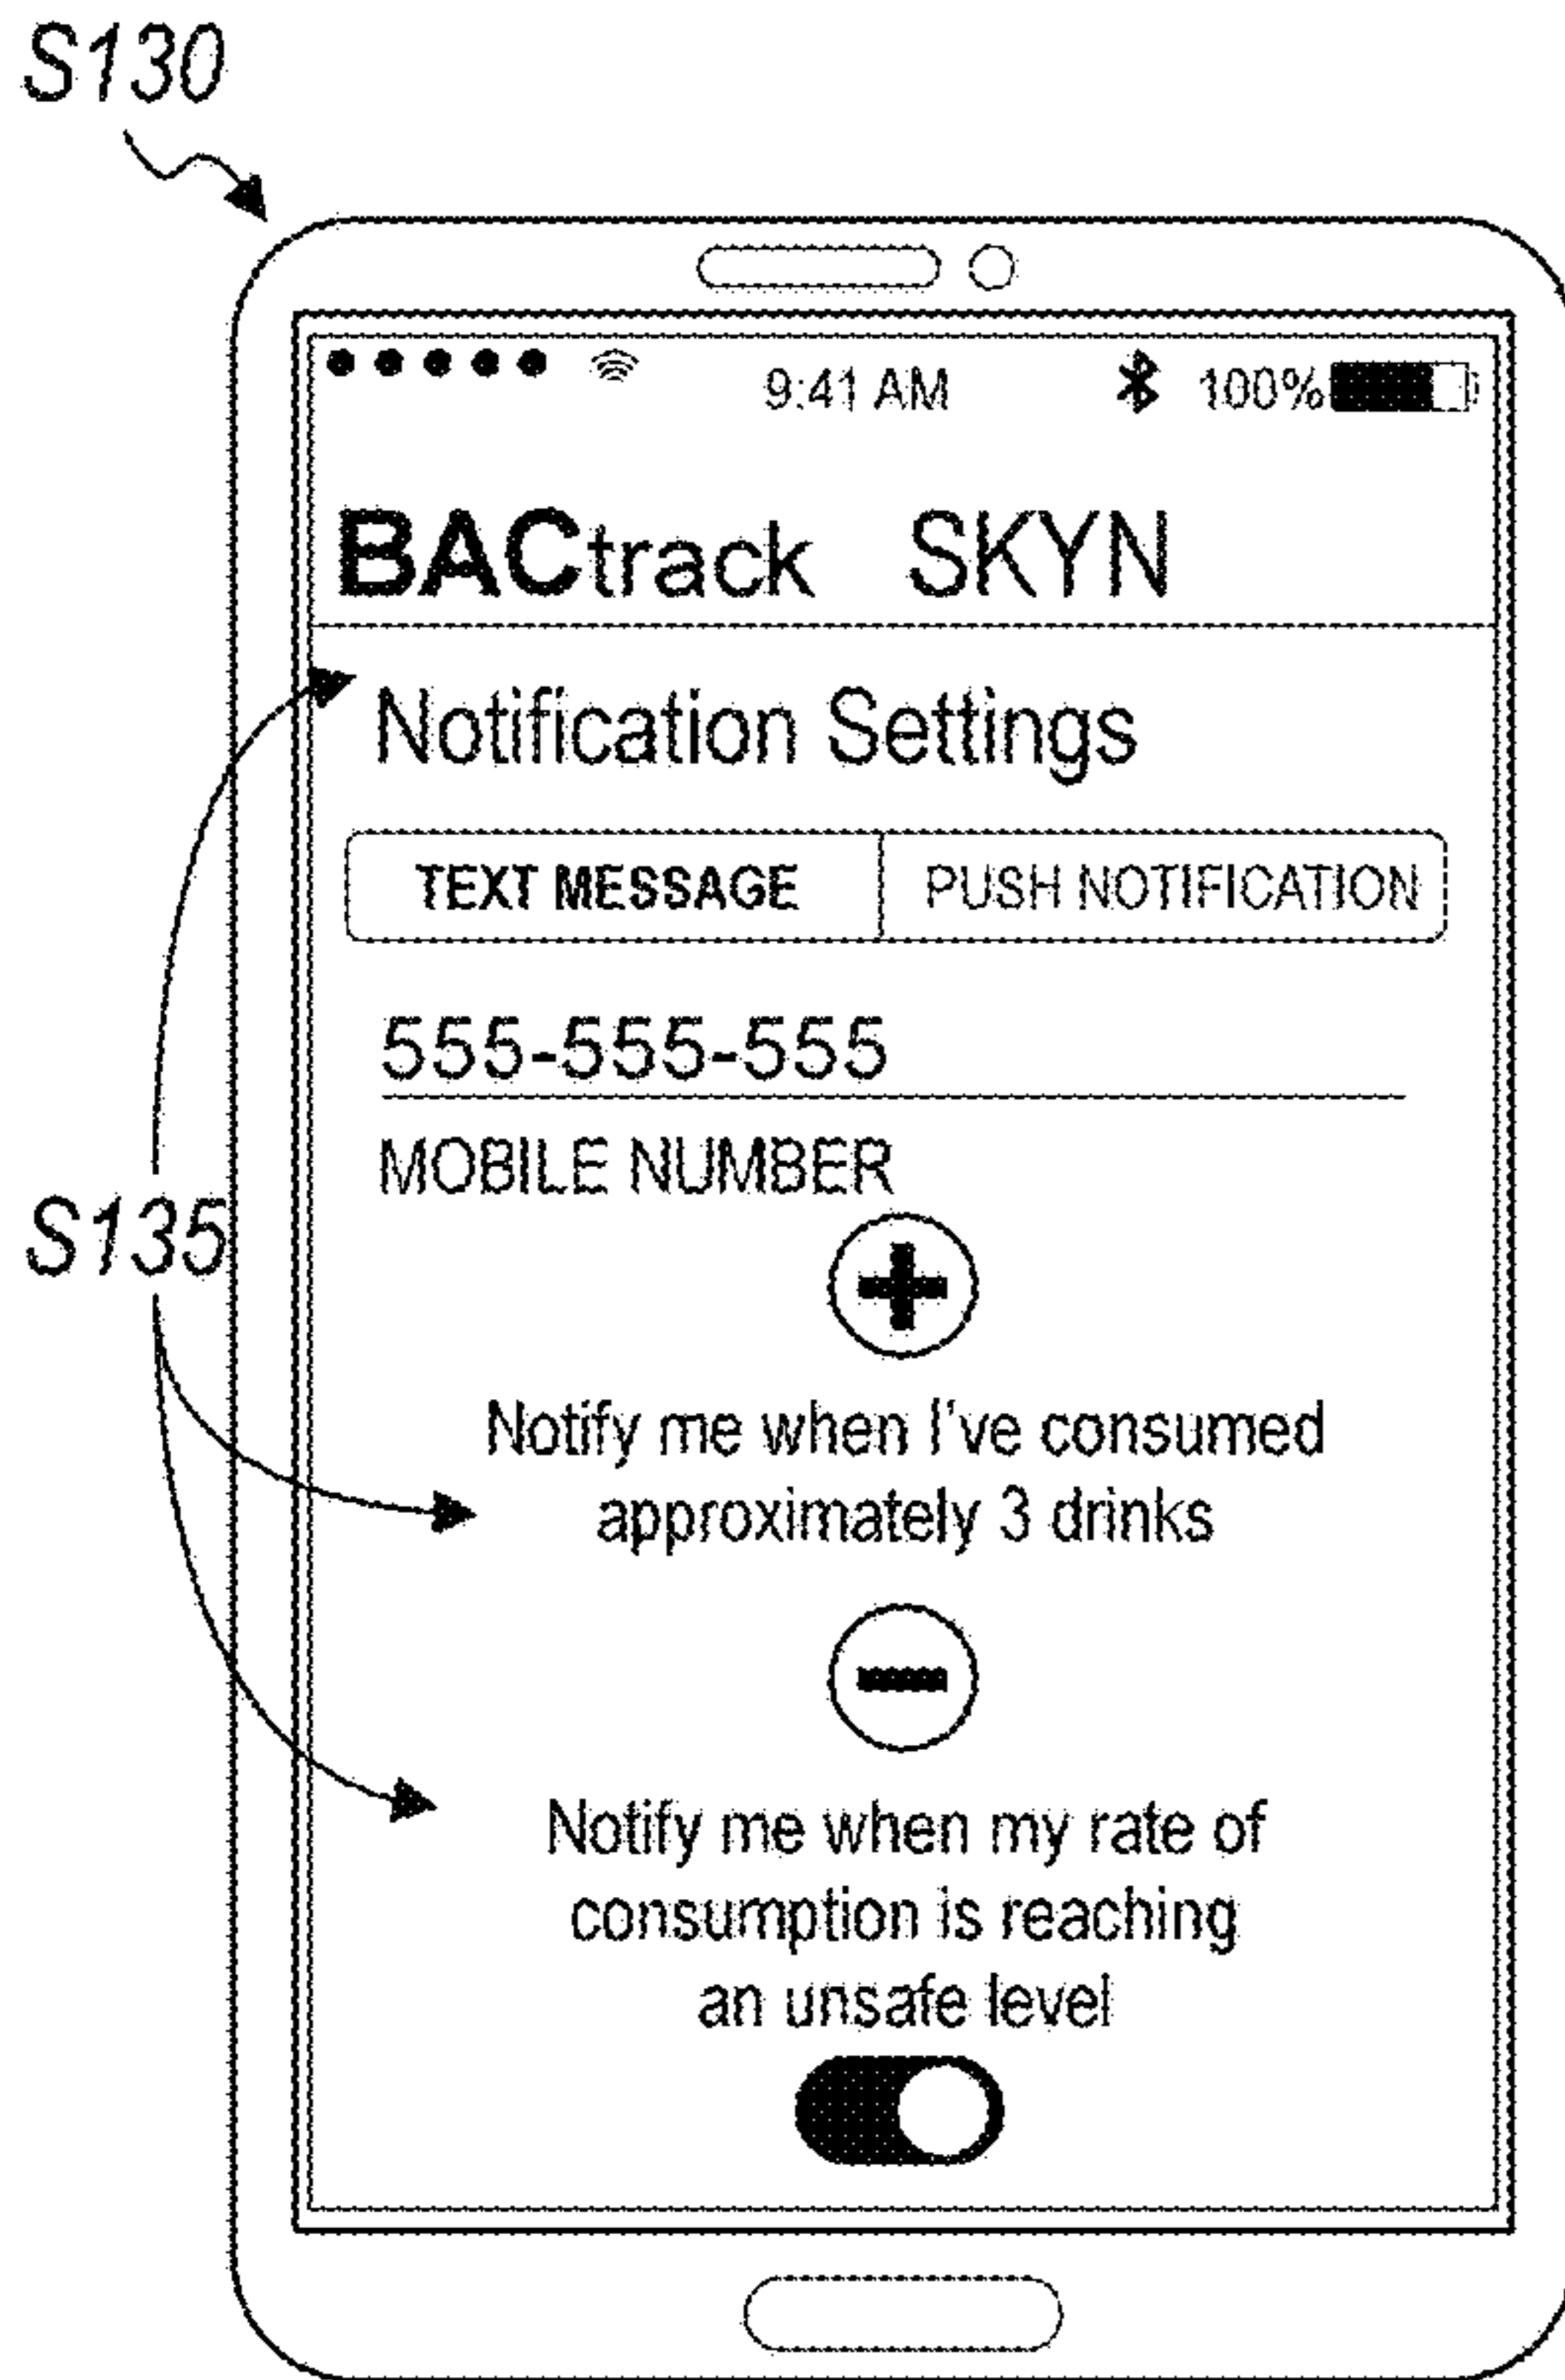 S130
9:41 AM 100%
BACtrack SKYN
Notification Settings
TEXT MESSAGE PUSH NOTIFICATION
555-555-555
MOBILE NUMBER
S135
Notify me when I've consumed
approximately 3 drinks
Notify me when my rate of
consumption is reaching
an unsafe level